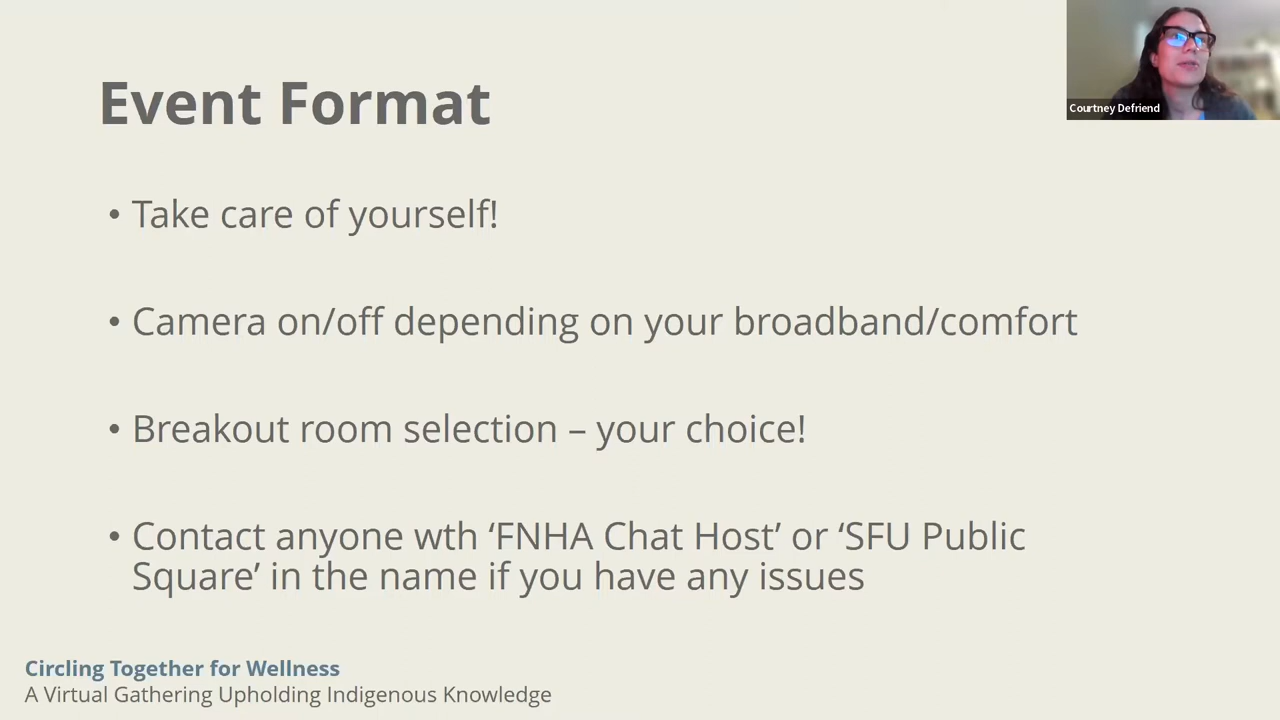 Courtney Defriend
Event Format
• Take care of yourself!
• Camera on/off depending on your broadband/comfort
• Breakout room selection – your choice!
• Contact anyone wth ‘FNHA Chat Host’ or ‘SFU Public
Square’ in the name if you have any issues
Circling Together for Wellness
A Virtual Gathering Upholding Indigenous Knowledge